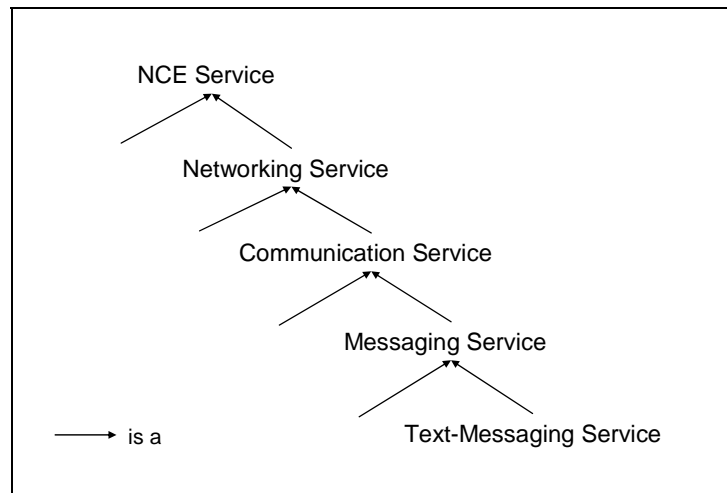 NCE Service
Networking Service
Communication Service
Messaging Service
Text-Messaging Service
is a